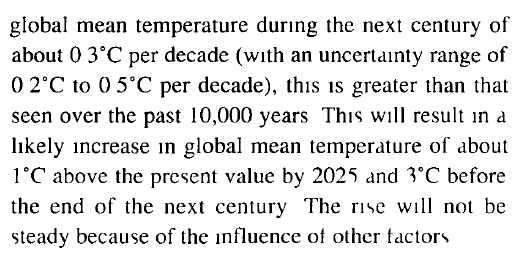 global mean temperature during the next century of
about 0 3°C per decade (with an uncertainty range of
0 2°C to 0 5°C per decade), this is greater than that
seen over the past 10,000 years This will result in a
likely increase in global mean temperature of about
1°C above the present value by 2025 and 3°C before
the end of the next century The rise will not be
steady because of the influence of other factors